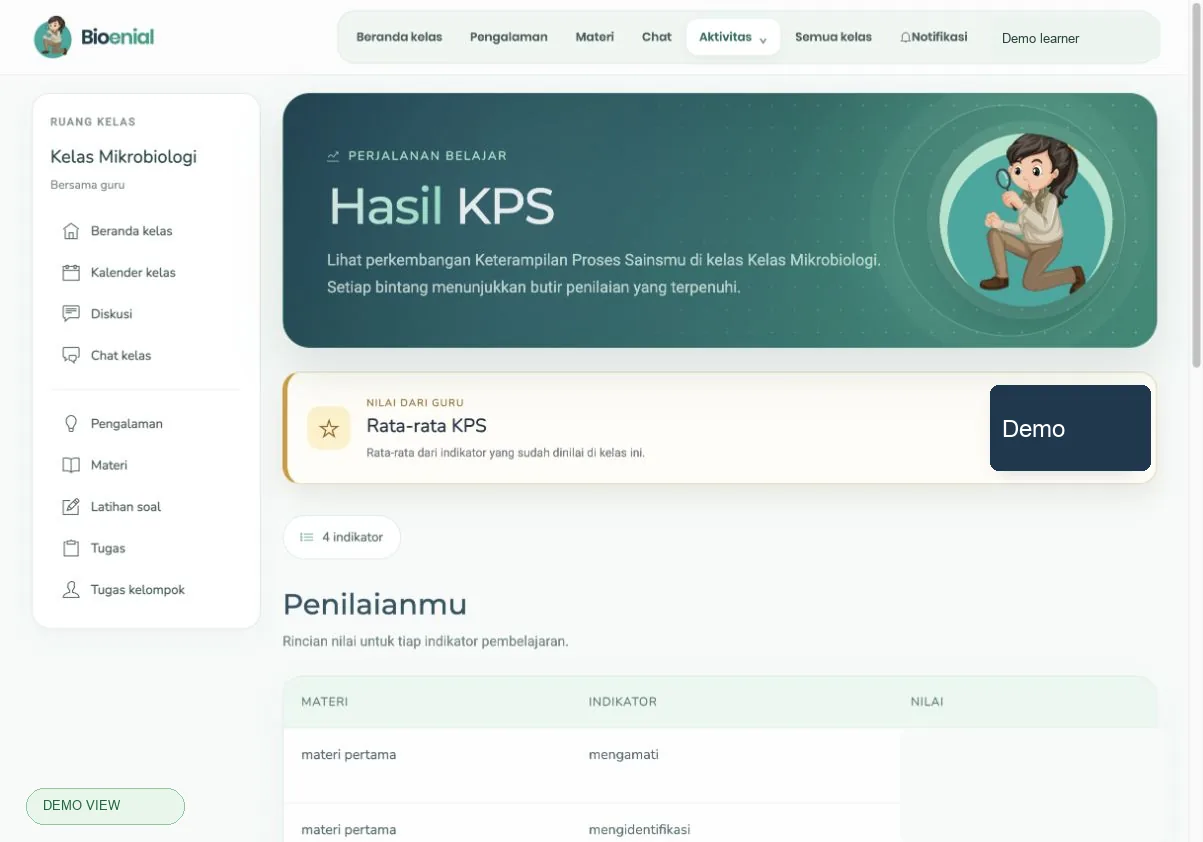 Bioenial
Beranda kelas
Pengalaman
Materi
Chat
Aktivitas
Semua kelas
Notifikasi
Demo learner
RUANG KELAS
Kelas Mikrobiologi
Bersama guru
Beranda kelas
Kalender kelas
Diskusi
Chat kelas
Pengalaman
Materi
Latihan soal
Tugas
Tugas kelompok
DEMO VIEW
PERJALANAN BELAJAR
Hasil KPS
Lihat perkembangan Keterampilan Proses Sainsmu di kelas Kelas Mikrobiologi.
Setiap bintang menunjukkan butir penilaian yang terpenuhi.
NILAI DARI GURU
Rata-rata KPS
Rata-rata dari indikator yang sudah dinilai di kelas ini.
Demo
4 indikator
Penilaianmu
Rincian nilai untuk tiap indikator pembelajaran.
MATERI INDIKATOR NILAI
materi pertama mengamati
materi pertama mengidentifikasi